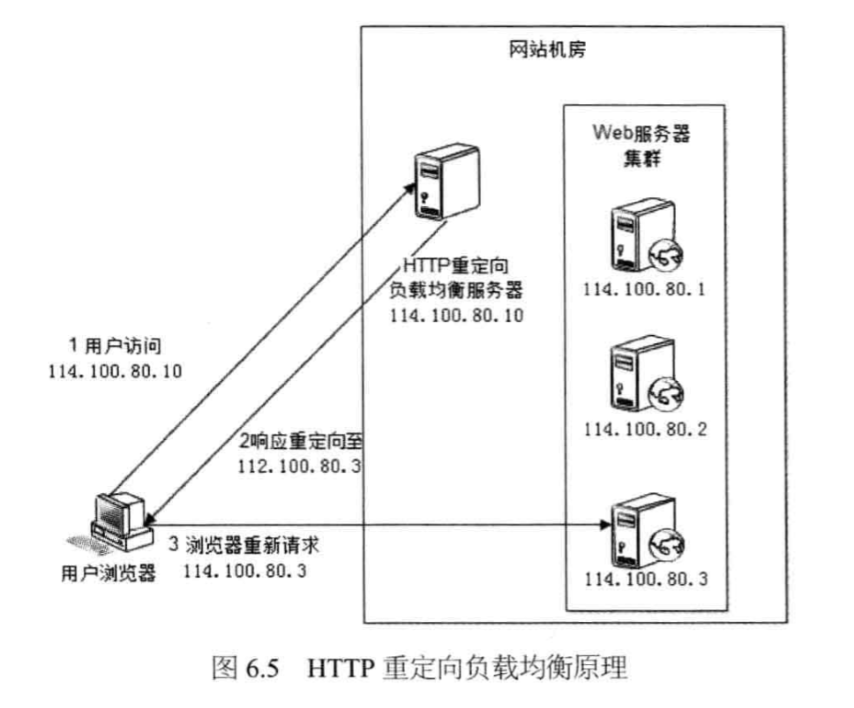 网站机房
Web服务器
集群
HTTP重定向
负载均衡服务器
114.100.80.10
114.100.80.1
1 用户访问
114.100.80.10
114.100.80.2
2响应重定向至
112.100.80.3
3 浏览器重新请求
114.100.80.3
用户浏览器
114.100.80.3
图 6.5 HTTP 重定向负载均衡原理